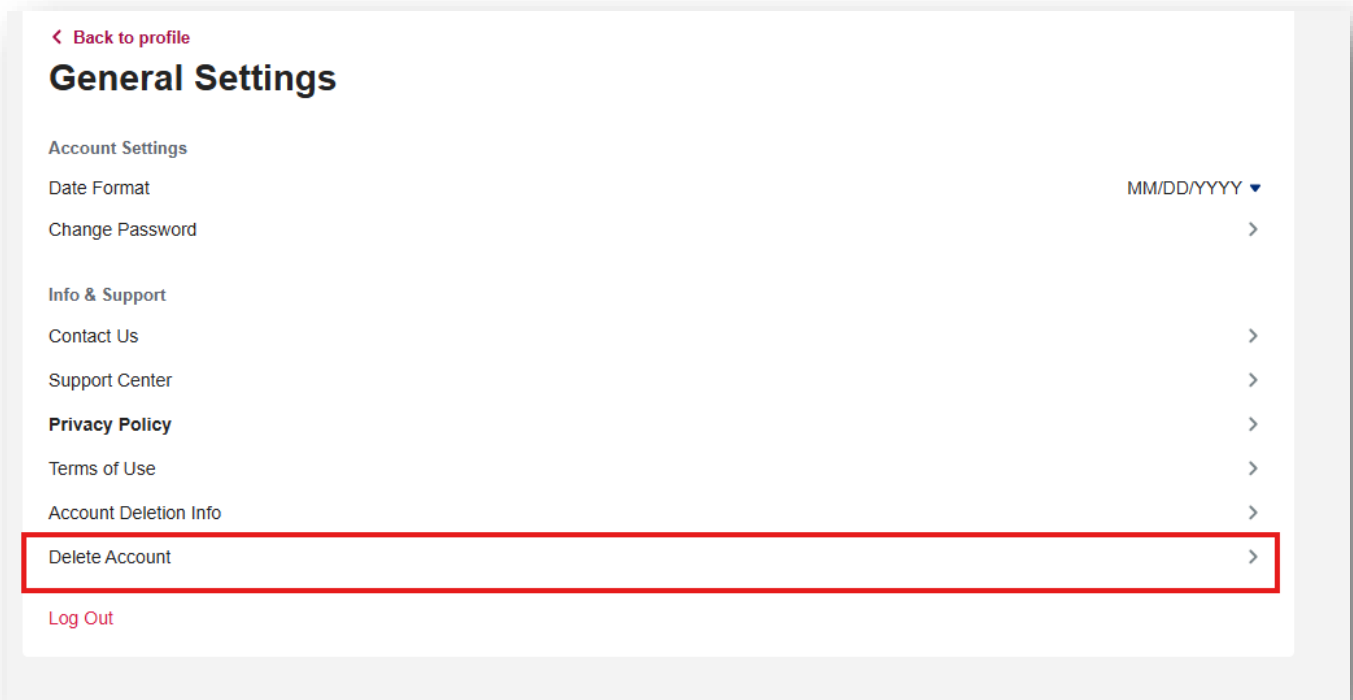 Back to profile
General Settings
Account Settings
Date Format MM/DD/YYYY
Change Password
Info & Support
Contact Us
Support Center
Privacy Policy
Terms of Use
Account Deletion Info
Delete Account
Log Out